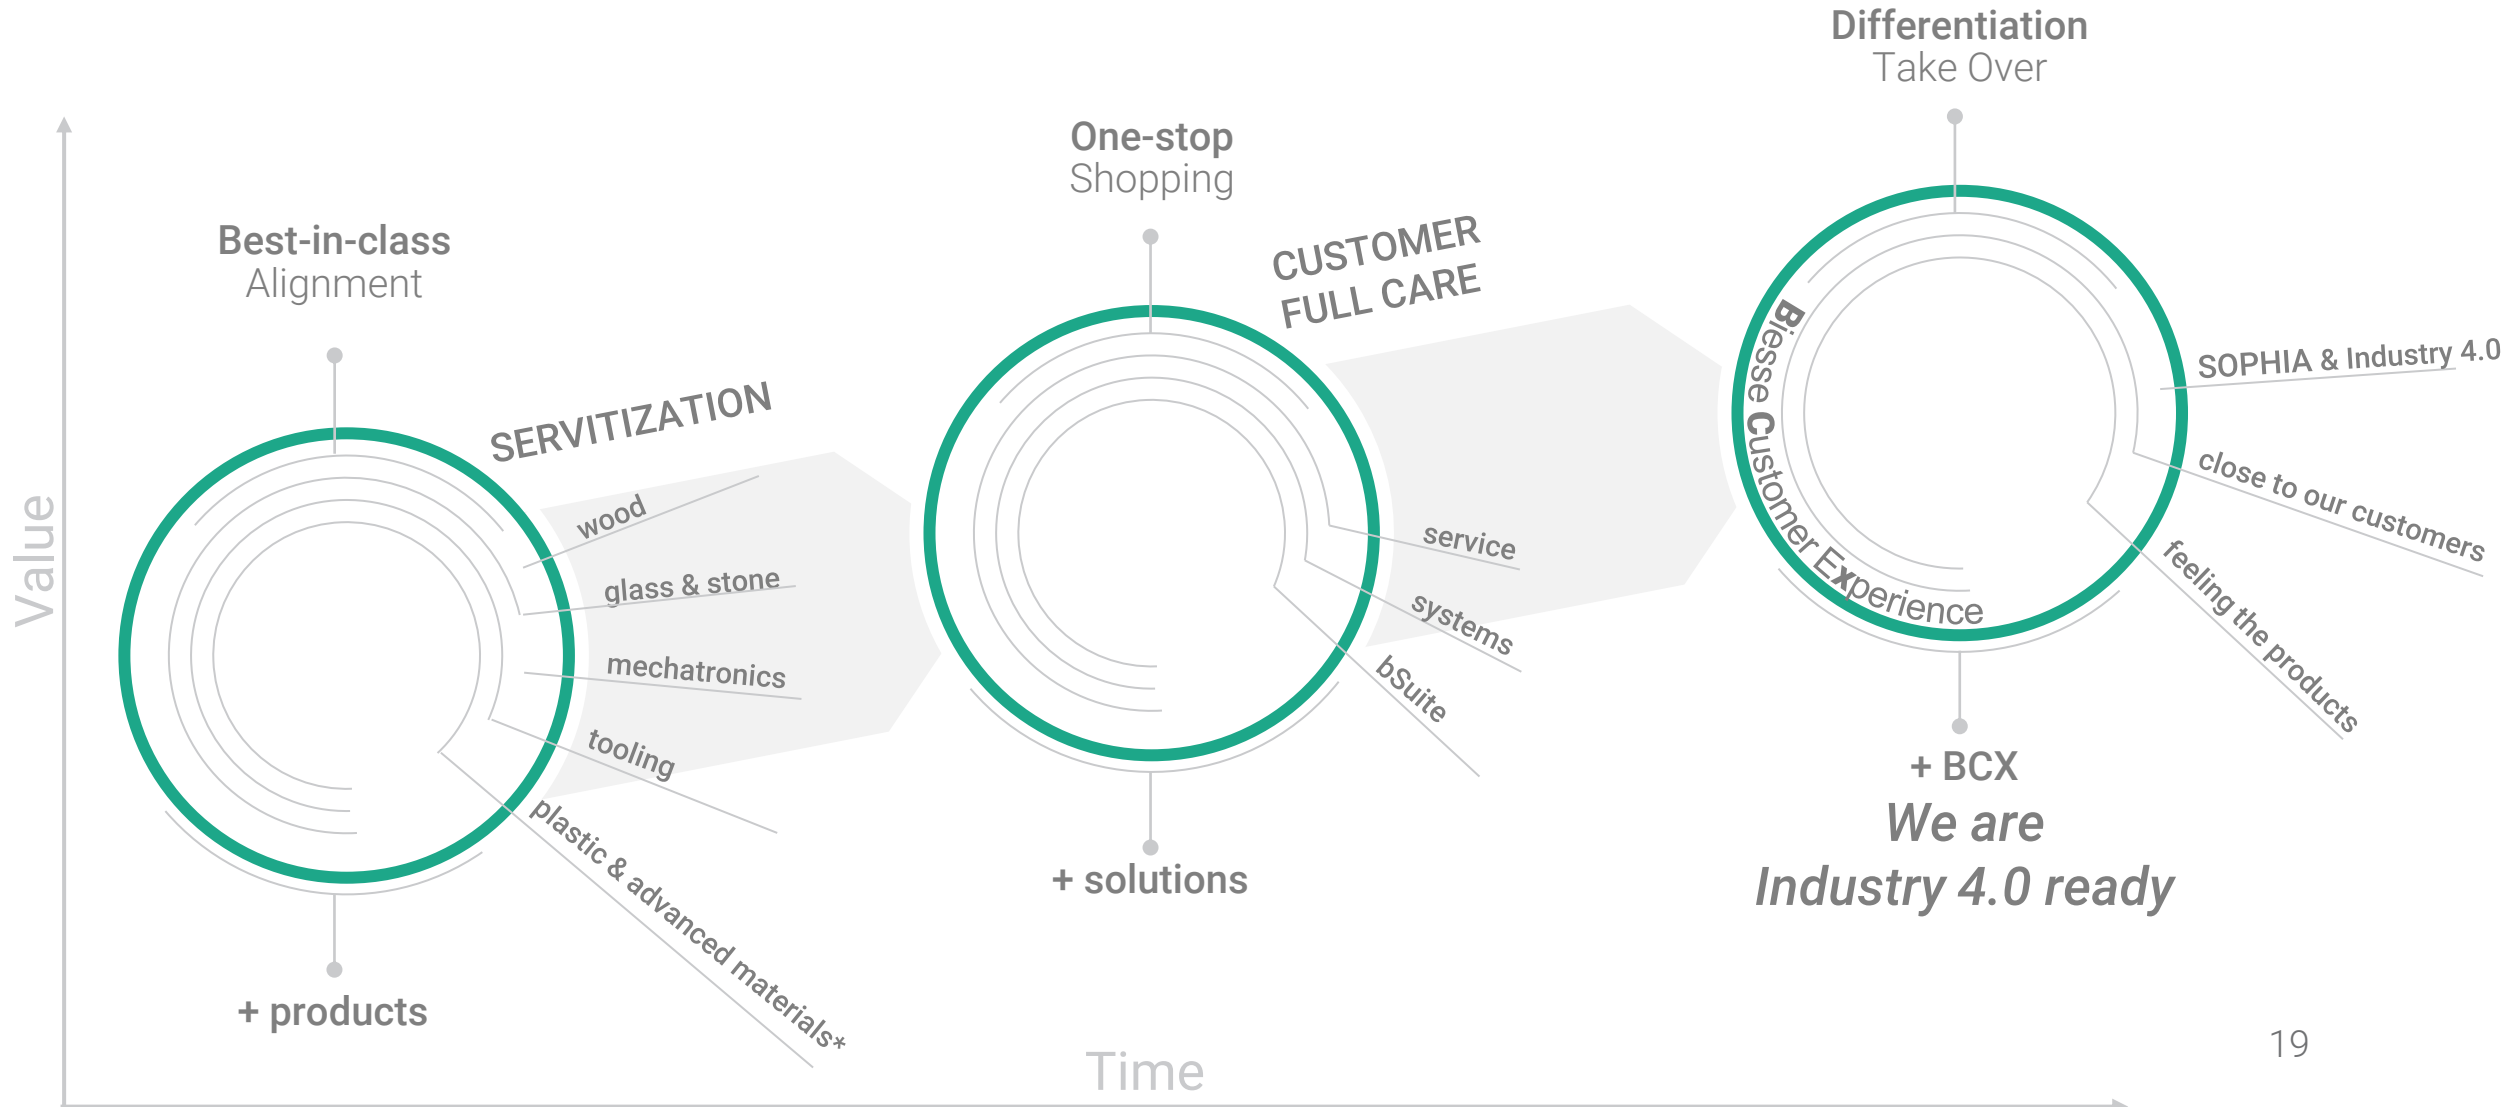 Differentiation
Take Over
One-stop
Shopping
Best-in-class
Alignment
CUSTOMER
FULL CARE
SERVITIZATION
Value
wood
glass & stone
mechatronics
tooling
plastic & advanced materials*
+ products
service
systems
bSuite
+ solutions
Biesse Customer Experience
SOPHIA & Industry 4.0
close to our customers
feeling the products
+ BCX
We are
Industry 4.0 ready
Time
19